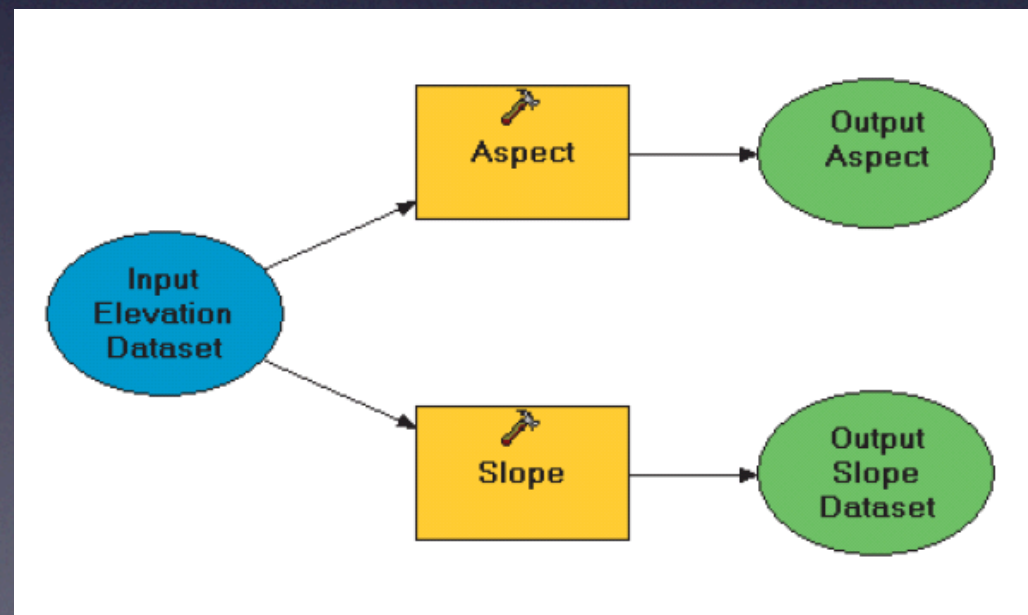 Aspect
Output
Aspect
Input
Elevation
Dataset
Slope
Output
Slope
Dataset